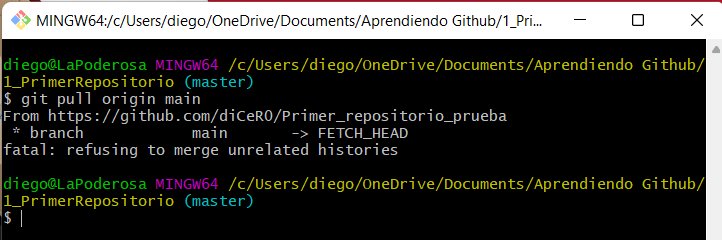 MINGW64:/c/Users/diego/OneDrive/Documents/Aprendiendo Github/1_Pri...
diego@LaPoderosa MINGW64 /c/Users/diego/OneDrive/Documents/Aprendiendo Github/
1_PrimerRepositorio (master)
$ git pull origin main
From https://github.com/diCeR0/Primer_repositorio_prueba
 * branch            main       -> FETCH_HEAD
fatal: refusing to merge unrelated histories
diego@LaPoderosa MINGW64 /c/Users/diego/OneDrive/Documents/Aprendiendo Github/
1_PrimerRepositorio (master)
$